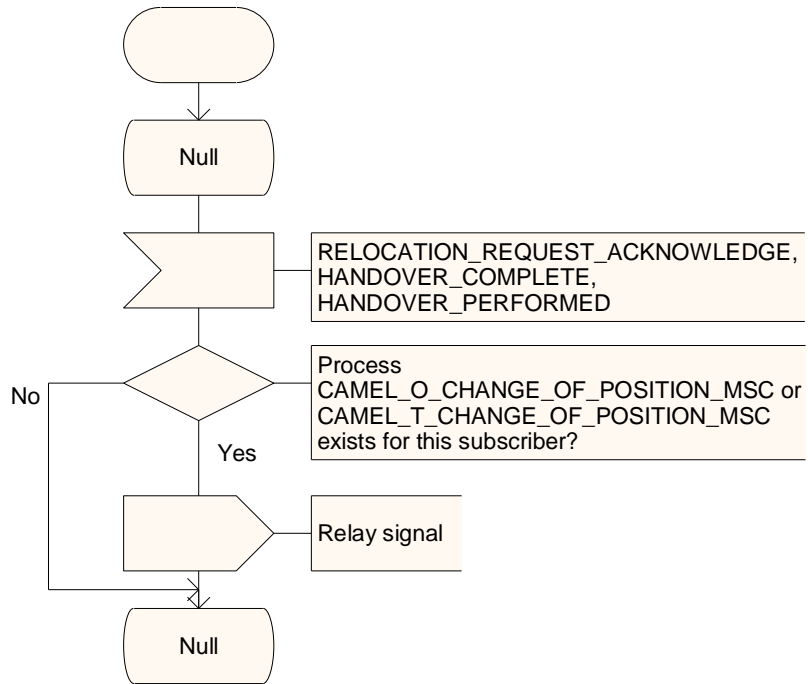 Null
RELOCATION_REQUEST_ACKNOWLEDGE,
HANDOVER_COMPLETE,
HANDOVER_PERFORMED
Process
CAMEL_O_CHANGE_OF_POSITION_MSC or
CAMEL_T_CHANGE_OF_POSITION_MSC
exists for this subscriber?
No
Yes
Relay signal
Null